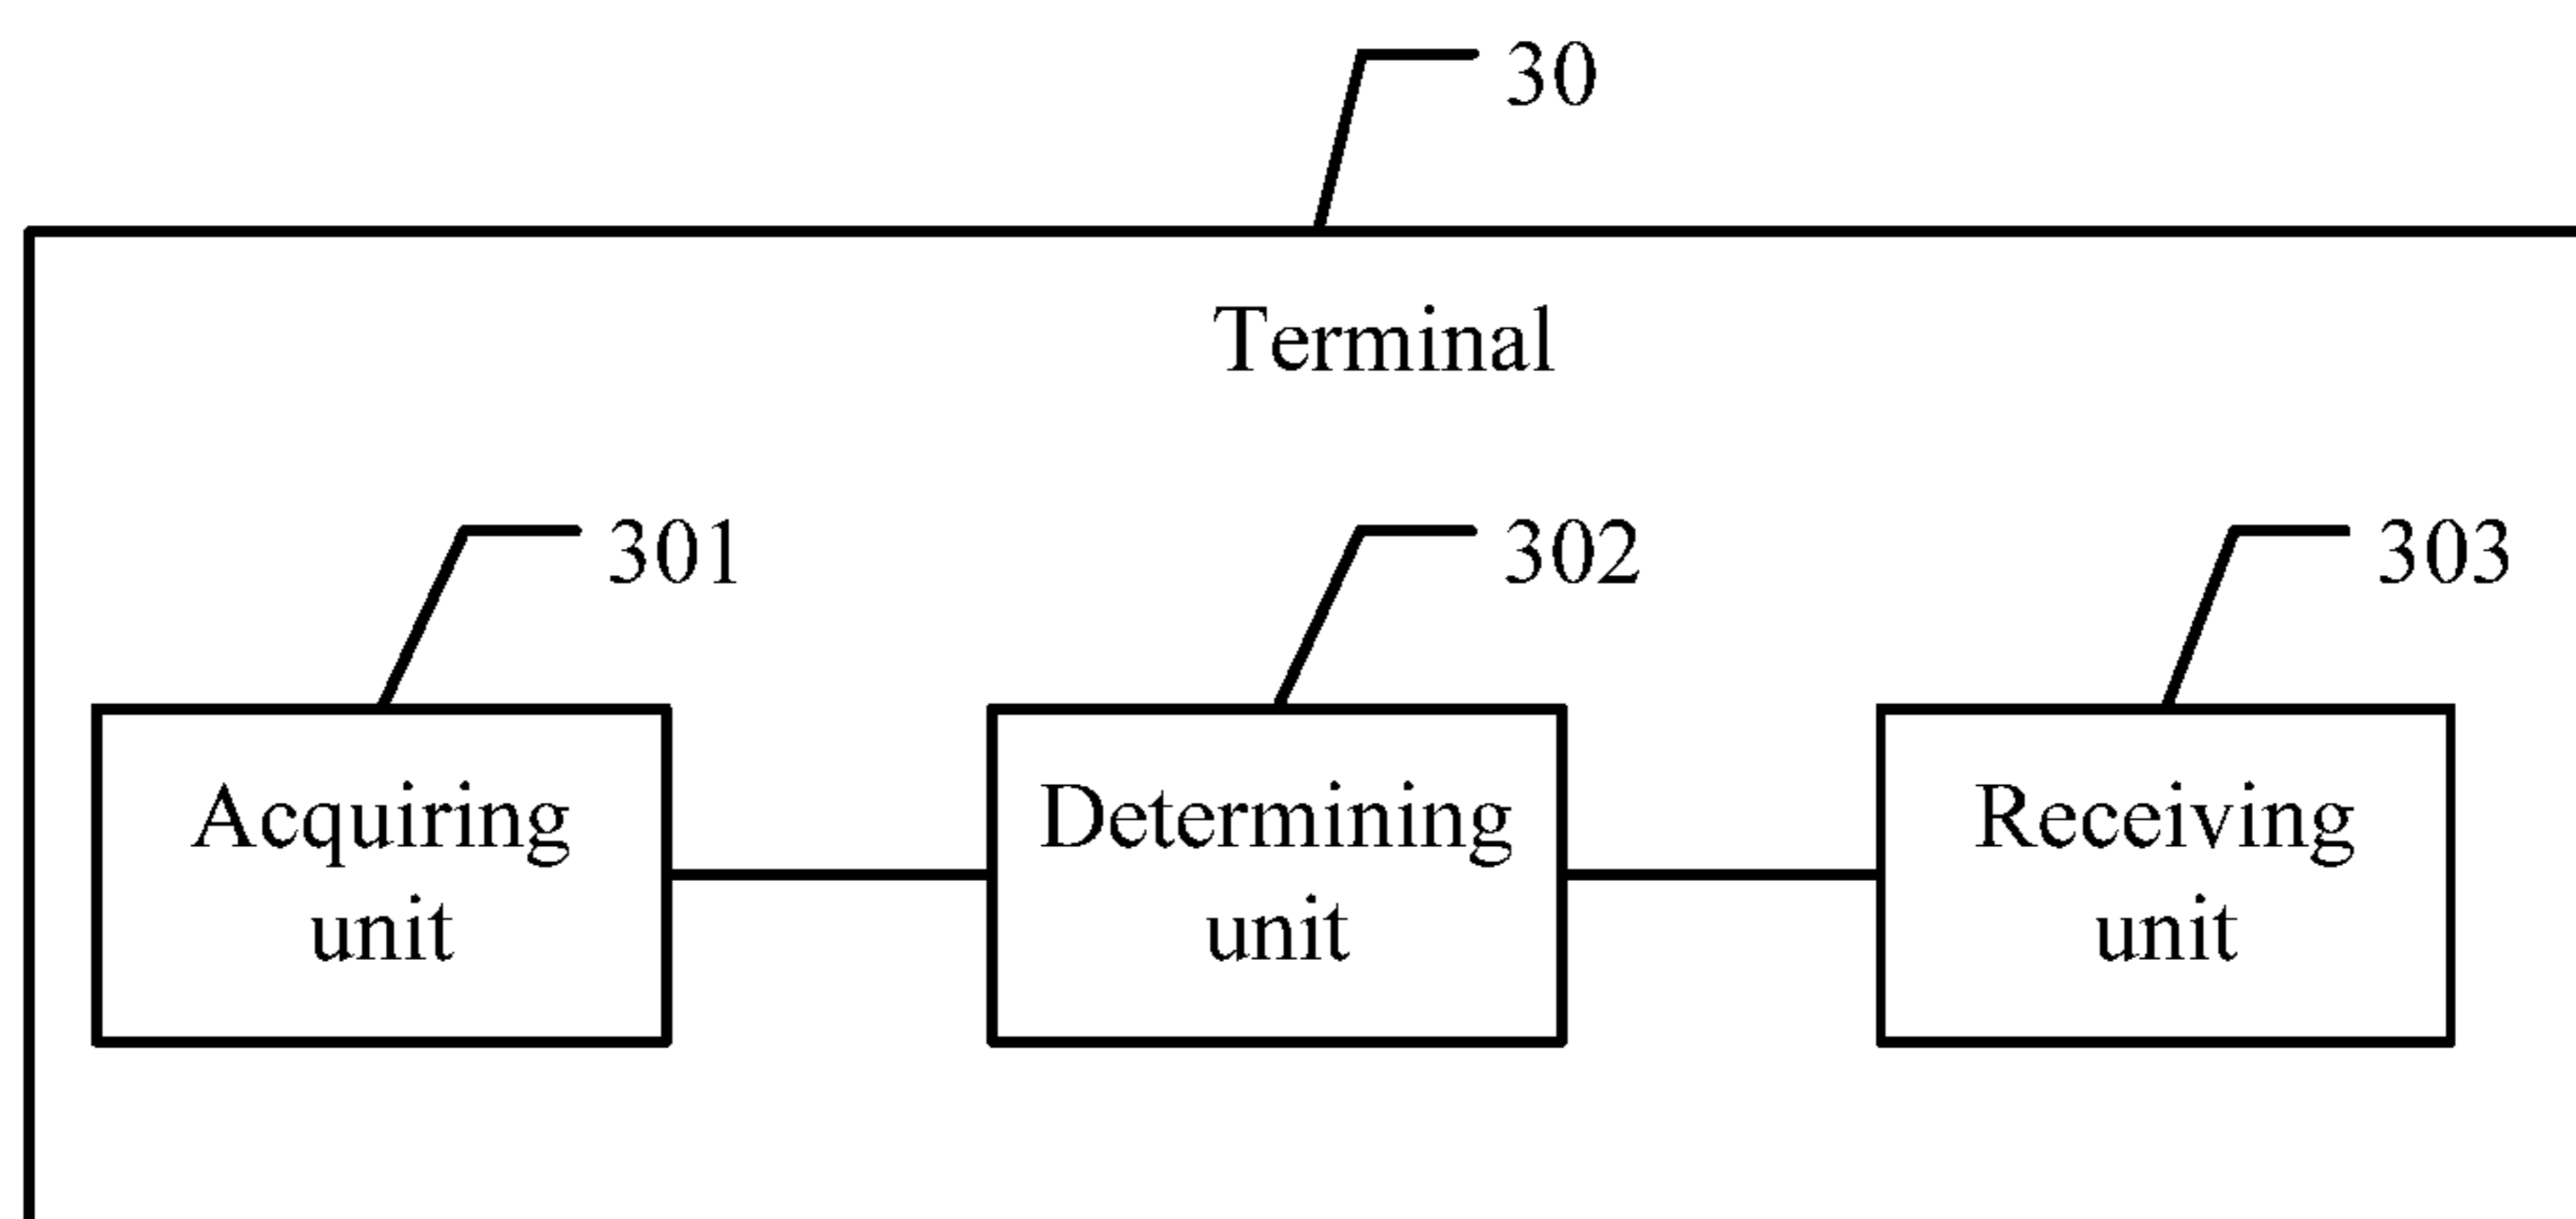 30
Terminal
301
302
303
Acquiring
unit
Determining
unit
Receiving
unit